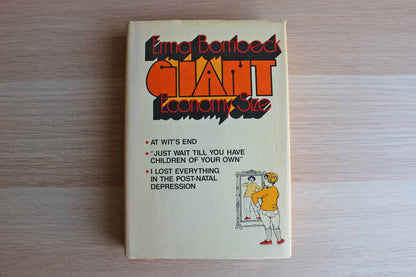 Erma Bombeck
GIANT
Economy Size
• AT WIT'S END
• "JUST WAIT TILL YOU HAVE
CHILDREN OF YOUR OWN"
• I LOST EVERYTHING
IN THE POST-NATAL
DEPRESSION